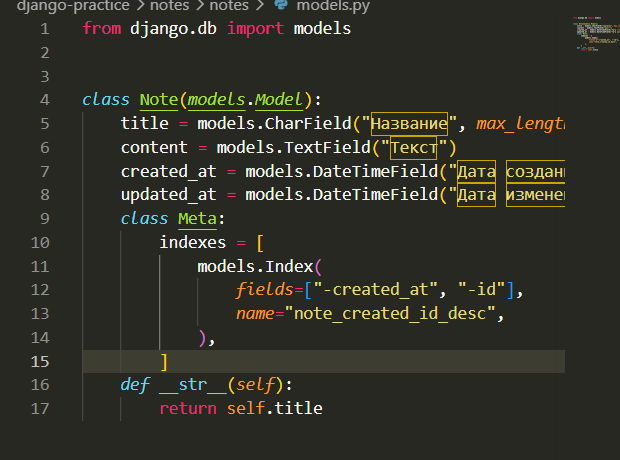 django-practice > notes > notes > models.py
1 from django.db import models
2
3
4 class Note(models.Model):
5     title = models.CharField("Название", max_length
6     content = models.TextField("Текст")
7     created_at = models.DateTimeField("Дата создан
8     updated_at = models.DateTimeField("Дата измене
9     class Meta:
10         indexes = [
11             models.Index(
12                 fields=["-created_at", "-id"],
13                 name="note_created_id_desc",
14             ),
15         ]
16     def __str__(self):
17         return self.title